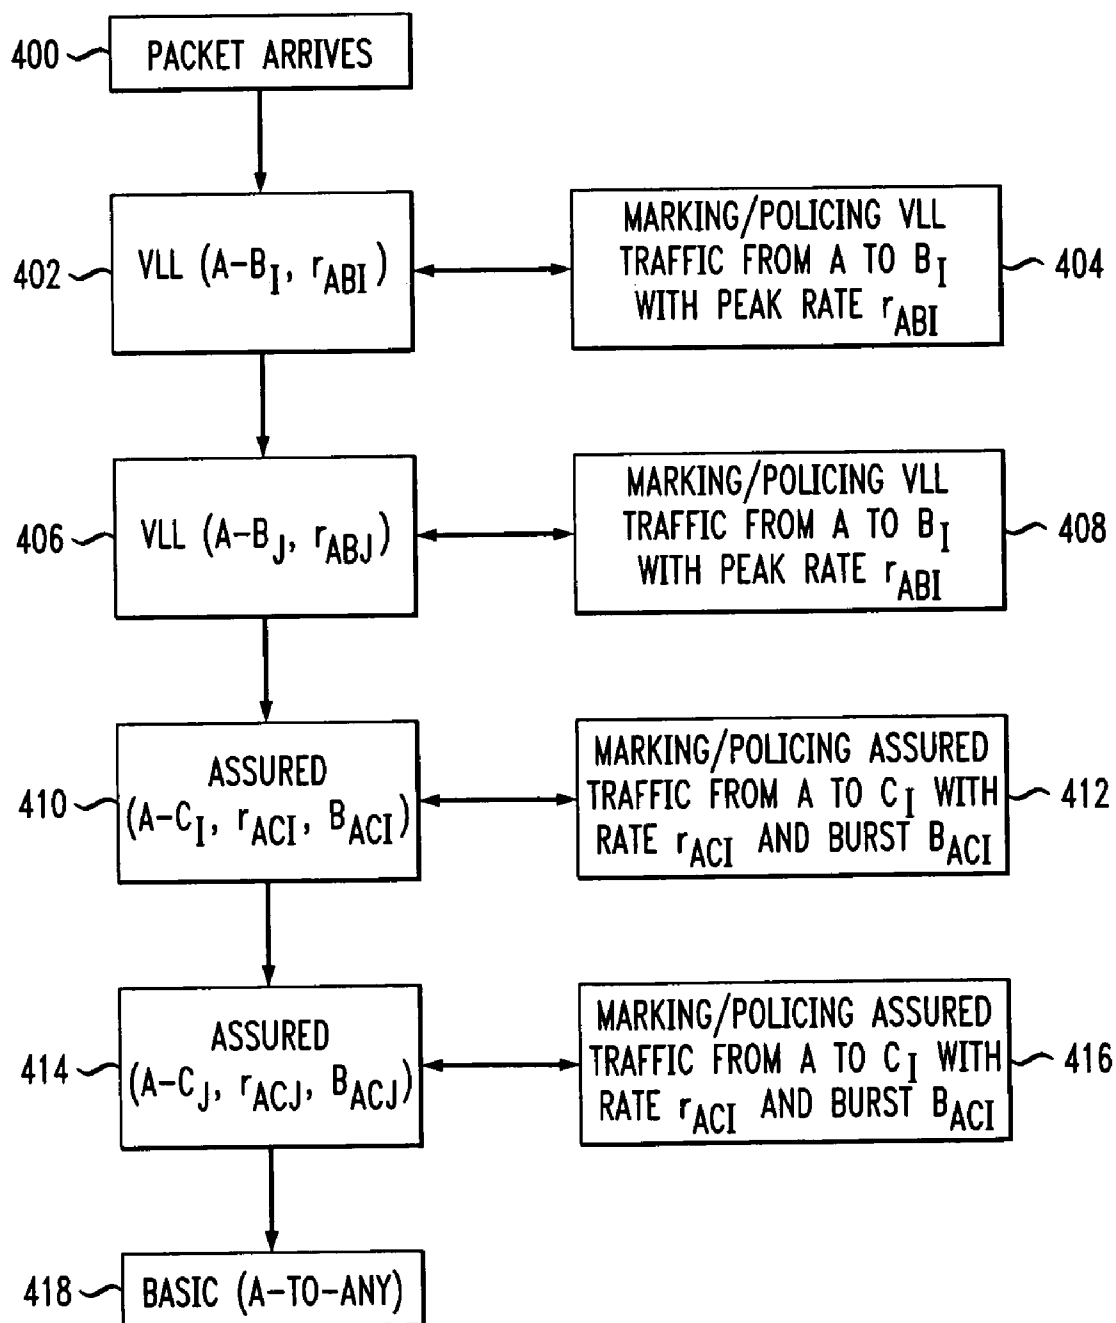 400
PACKET ARRIVES
402
VLL (A-B_I, r_ABI)
MARKING/POLICING VLL
TRAFFIC FROM A TO B_I
WITH PEAK RATE r_ABI
404
406
VLL (A-B_J, r_ABJ)
MARKING/POLICING VLL
TRAFFIC FROM A TO B_I
WITH PEAK RATE r_ABI
408
410
ASSURED
(A-C_I, r_ACI, B_ACI)
MARKING/POLICING ASSURED
TRAFFIC FROM A TO C_I WITH
RATE r_ACI AND BURST B_ACI
412
414
ASSURED
(A-C_J, r_ACJ, B_ACJ)
MARKING/POLICING ASSURED
TRAFFIC FROM A TO C_I WITH
RATE r_ACI AND BURST B_ACI
416
418
BASIC (A-TO-ANY)